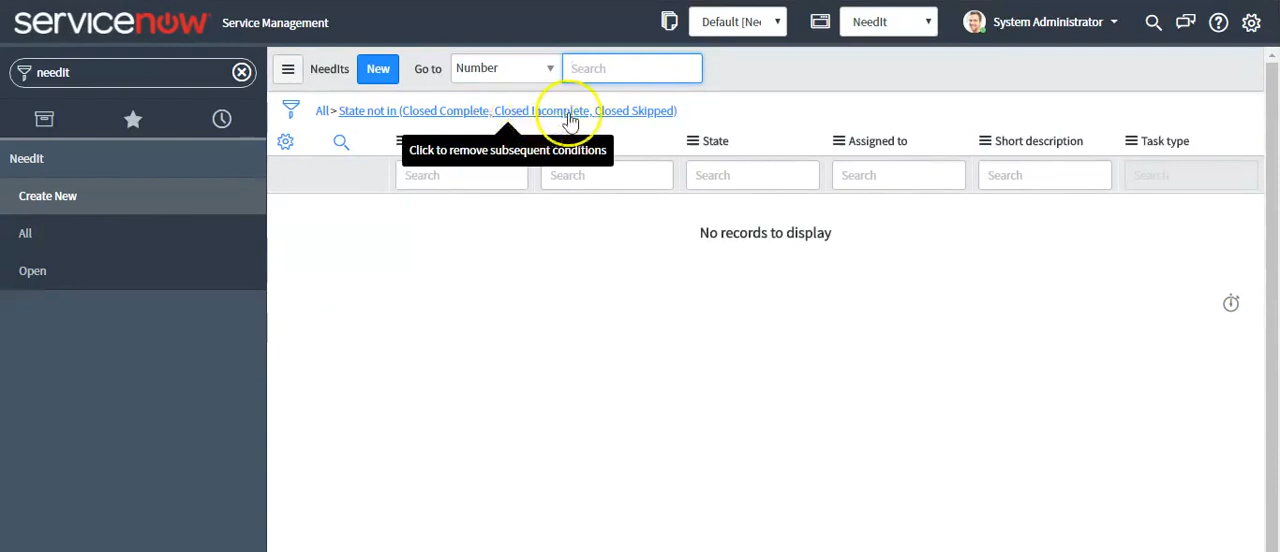 servicenow Service Management Default [Nee NeedIt System Administrator
needit
NeedIts New Go to Number Search
All > State not in (Closed Complete, Closed Incomplete, Closed Skipped)
Click to remove subsequent conditions
State Assigned to Short description Task type
Search Search Search Search Search Search
No records to display
NeedIt
Create New
All
Open